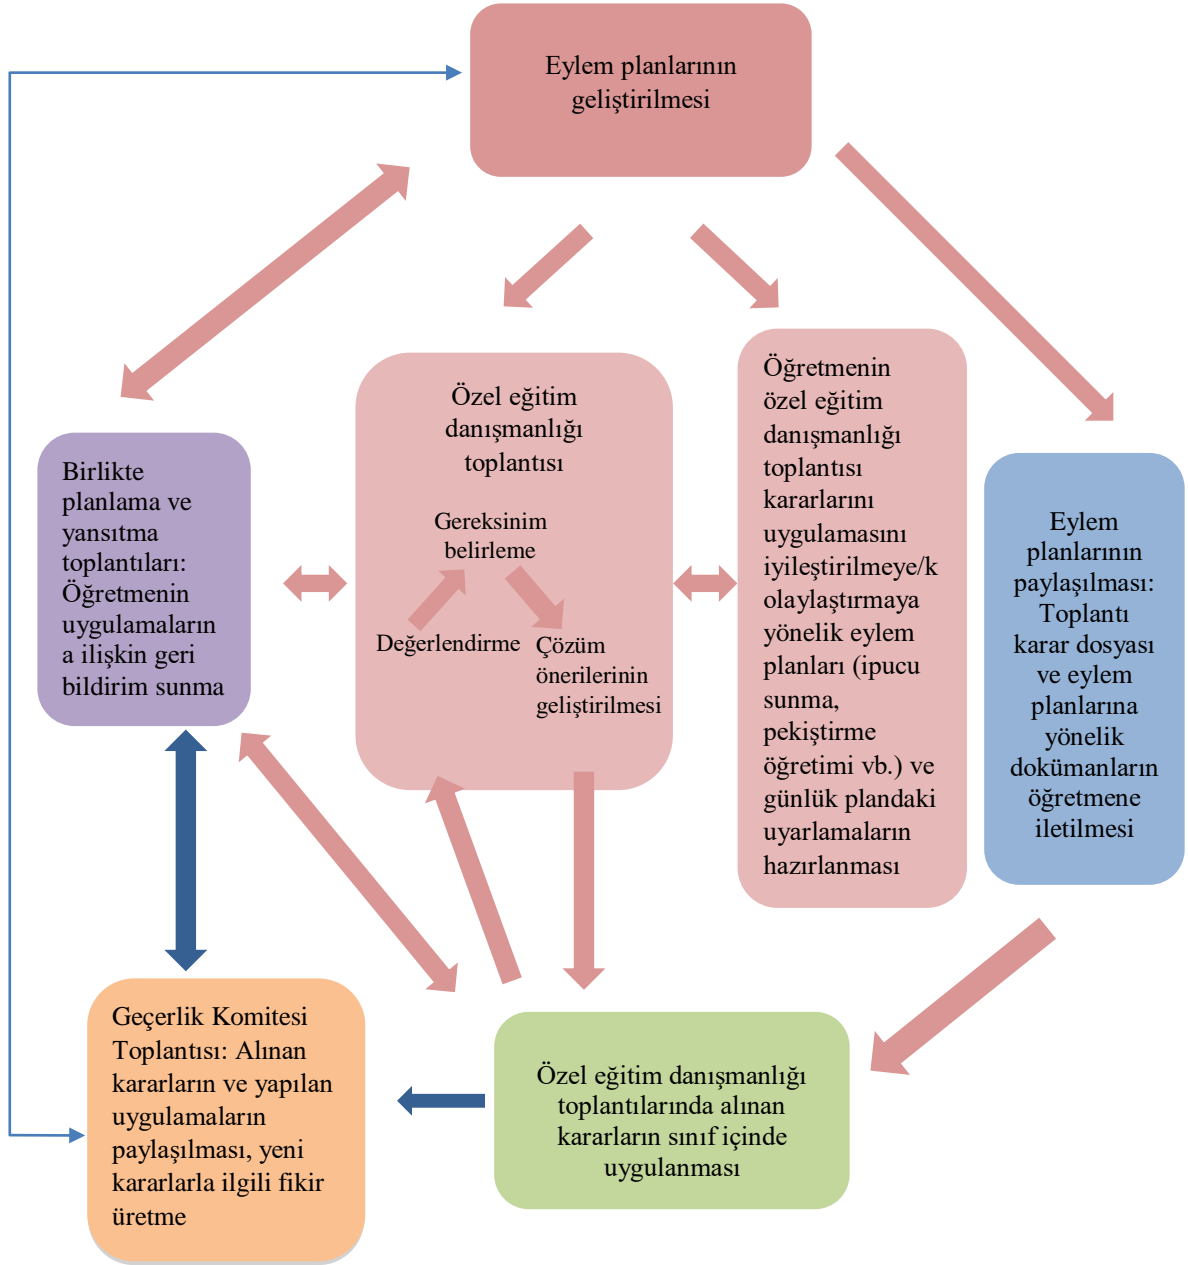 Eylem planlarının
geliştirilmesi
Birlikte
planlama ve
yansıtma
toplantıları:
Öğretmenin
uygulamaların
a ilişkin geri
bildirim sunma
Özel eğitim
danışmanlığı
toplantısı
Gereksinim
belirleme
Değerlendirme
Çözüm
önerilerinin
geliştirilmesi
Öğretmenin
özel eğitim
danışmanlığı
toplantısı
kararlarını
uygulamasını
iyileştirilmeye/k
olaylaştırmaya
yönelik eylem
planları (ipucu
sunma,
pekiştirme
öğretimi vb.) ve
günlük plandaki
uyarlamaların
hazırlanması
Eylem
planlarının
paylaşılması:
Toplantı
karar dosyası
ve eylem
planlarına
yönelik
dokümanların
öğretmene
iletilmesi
Geçerlik Komitesi
Toplantısı: Alınan
kararların ve yapılan
uygulamaların
paylaşılması, yeni
kararlarla ilgili fikir
üretme
Özel eğitim danışmanlığı
toplantılarında alınan
kararların sınıf içinde
uygulanması